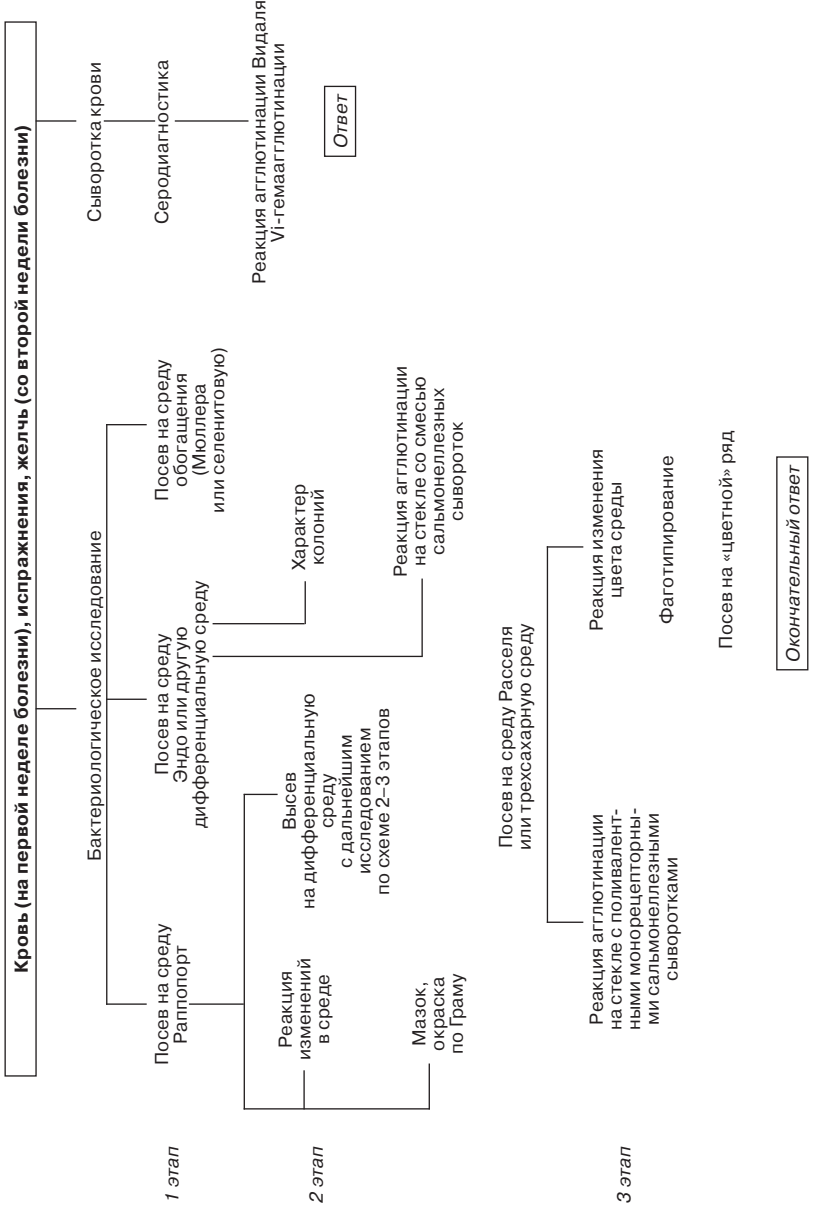 Кровь (на первой неделе болезни), испражнения, желчь (со второй недели болезни)
Бактериологическое исследование
Сыворотка крови
1 этап
Посев на среду
Раппопорт
Посев на среду
Эндо или другую
дифференциальную среду
Посев на среду
обогащения
(Мюллера
или селенитовую)
Серодиагностика
2 этап
Реакция
изменений
в среде
Высев
на дифференциальную
среду
с дальнейшим
исследованием
по схеме 2–3 этапов
Характер
колоний
Реакция агглютинации Видаля
Vi-гемаагглютинации
Ответ
Мазок,
окраска
по Граму
Реакция агглютинации
на стекле со смесью
сальмонеллезных
сывороток
Посев на среду Расселя
или трехсахарную среду
3 этап
Реакция агглютинации
на стекле с поливалент-
ными монорецепторны-
ми сальмонеллезными
сыворотками
Реакция изменения
цвета среды
Фаготипирование
Посев на «цветной» ряд
Окончательный ответ